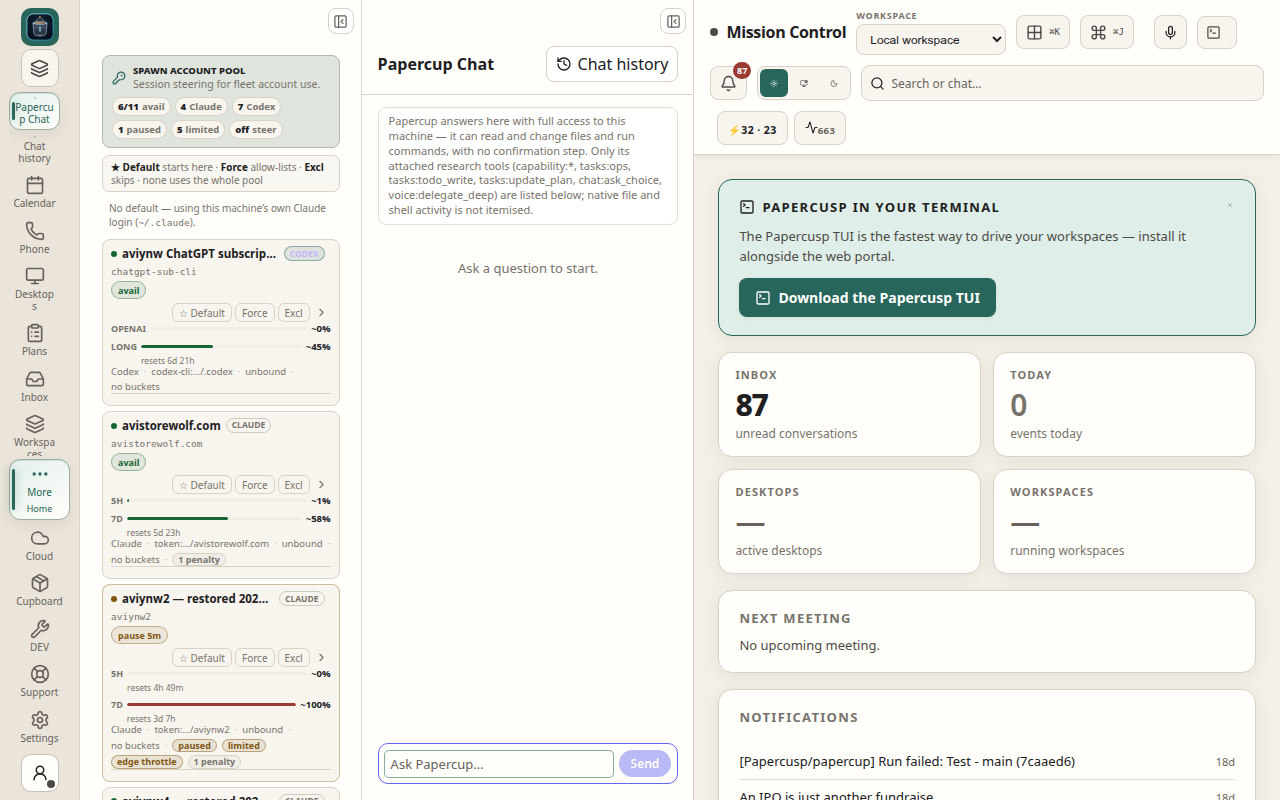 Papercu
p Chat
Chat
history
Calendar
Phone
Desktop
s
Plans
Inbox
Workspa
ces
More
Home
Cloud
Cupboard
DEV
Support
Settings
SPAWN ACCOUNT POOL
Session steering for fleet account use.
6/11 avail
4 Claude
7 Codex
1 paused
5 limited
off steer
★ Default starts here · Force allow-lists · Excl
skips · none uses the whole pool
No default — using this machine's own Claude
login (~/.claude).
aviynw ChatGPT subscrip...
CODEX
chatgpt-sub-cli
avail
☆ Default
Force
Excl
OPENAI
~0%
LONG
~45%
resets 6d 21h
Codex · codex-cli:.../.codex · unbound ·
no buckets
avistorewolf.com
CLAUDE
avistorewolf.com
avail
☆ Default
Force
Excl
5H
~1%
7D
~58%
resets 5d 23h
Claude · token:.../avistorewolf.com · unbound ·
no buckets · 1 penalty
aviynw2 — restored 202...
CLAUDE
aviynw2
pause 5m
☆ Default
Force
Excl
5H
~0%
resets 4h 49m
7D
~100%
resets 3d 7h
Claude · token:.../aviynw2 · unbound ·
no buckets · paused limited
edge throttle 1 penalty
aviynw4 — restored 202...
CLAUDE
Papercup Chat
Chat history
Papercup answers here with full access to this
machine — it can read and change files and run
commands, with no confirmation step. Only its
attached research tools (capability:*, tasks:ops,
tasks:todo_write, tasks:update_plan, chat:ask_choice,
voice:delegate_deep) are listed below; native file and
shell activity is not itemised.
Ask a question to start.
Ask Papercup...
Send
Mission Control
WORKSPACE
Local workspace
⌘K
⌘J
87
Search or chat...
⚡32 · 23
663
PAPERCUSP IN YOUR TERMINAL
×
The Papercusp TUI is the fastest way to drive your workspaces — install it
alongside the web portal.
Download the Papercusp TUI
INBOX
87
unread conversations
TODAY
0
events today
DESKTOPS
—
active desktops
WORKSPACES
—
running workspaces
NEXT MEETING
No upcoming meeting.
NOTIFICATIONS
[Papercusp/papercup] Run failed: Test - main (7caaed6)
18d
An IPO is just another fundraise
18d